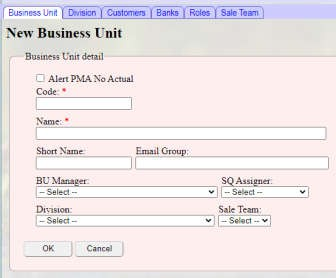 Business Unit Division Customers Banks Roles Sale Team
New Business Unit
Business Unit detail
Alert PMA No Actual
Code: *
Name: *
Short Name: Email Group:
BU Manager: SQ Assigner:
-- Select -- -- Select --
Division: Sale Team:
-- Select -- -- Select --
OK Cancel